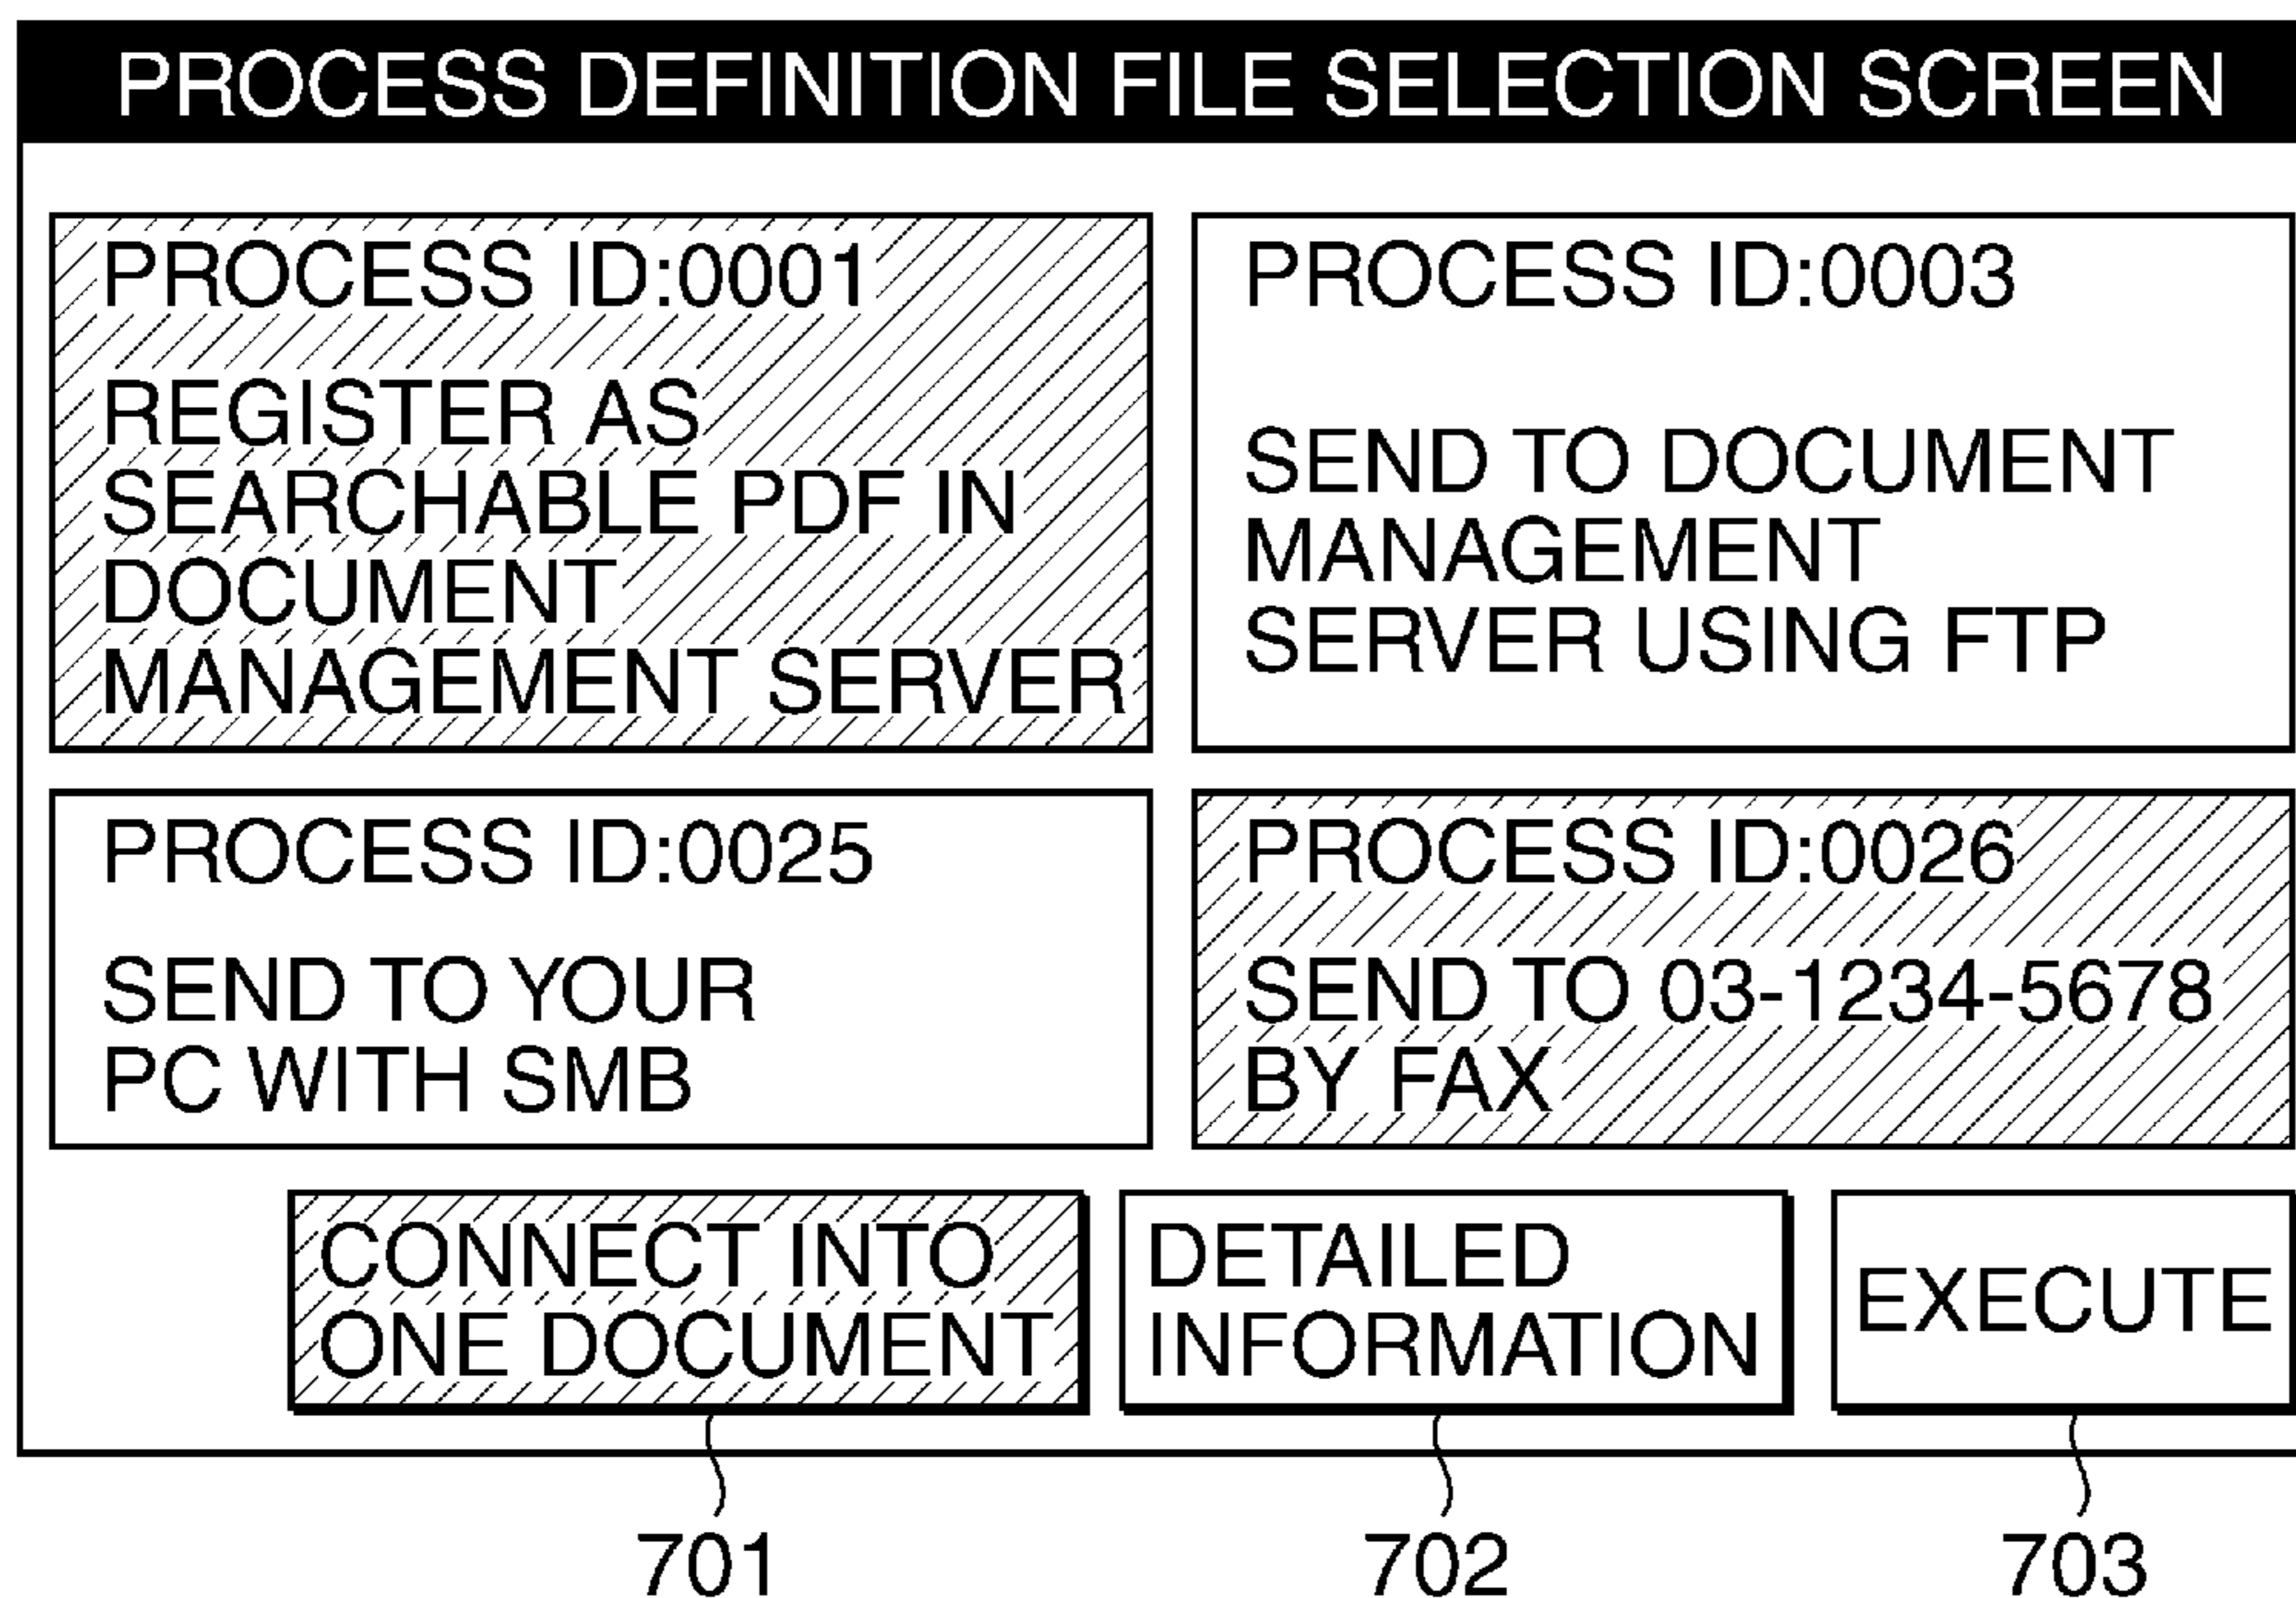 PROCESS DEFINITION FILE SELECTION SCREEN
PROCESS ID:0001
REGISTER AS
SEARCHABLE PDF IN
DOCUMENT
MANAGEMENT SERVER
PROCESS ID:0003
SEND TO DOCUMENT
MANAGEMENT
SERVER USING FTP
PROCESS ID:0025
SEND TO YOUR
PC WITH SMB
PROCESS ID:0026
SEND TO 03-1234-5678
BY FAX
CONNECT INTO
ONE DOCUMENT
DETAILED
INFORMATION
EXECUTE
701
702
703